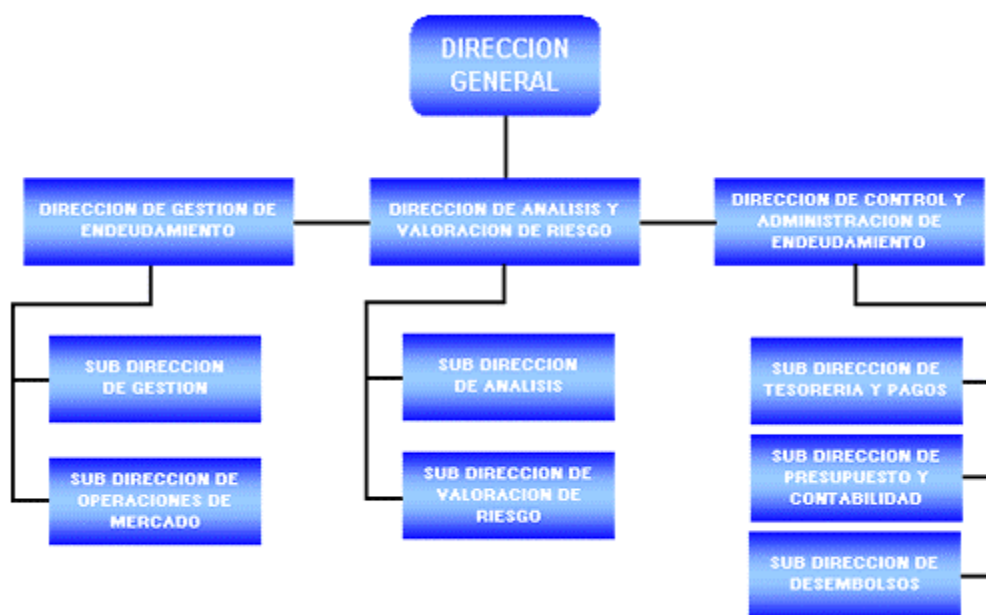 DIRECCION
GENERAL
DIRECCION DE GESTION DE
ENDEUDAMIENTO
DIRECCION DE ANALISIS Y
VALORACION DE RIESGO
DIRECCION DE CONTROL Y
ADMINISTRACION DE
ENDEUDAMIENTO
SUB DIRECCION
DE GESTION
SUB DIRECCION DE
OPERACIONES DE
MERCADO
SUB DIRECCION
DE ANALISIS
SUB DIRECCION DE
VALORACION DE
RIESGO
SUB DIRECCION DE
TESORERIA Y PAGOS
SUB DIRECCION DE
PRESUPUESTO Y
CONTABILIDAD
SUB DIRECCION DE
DESEMBOLSOS